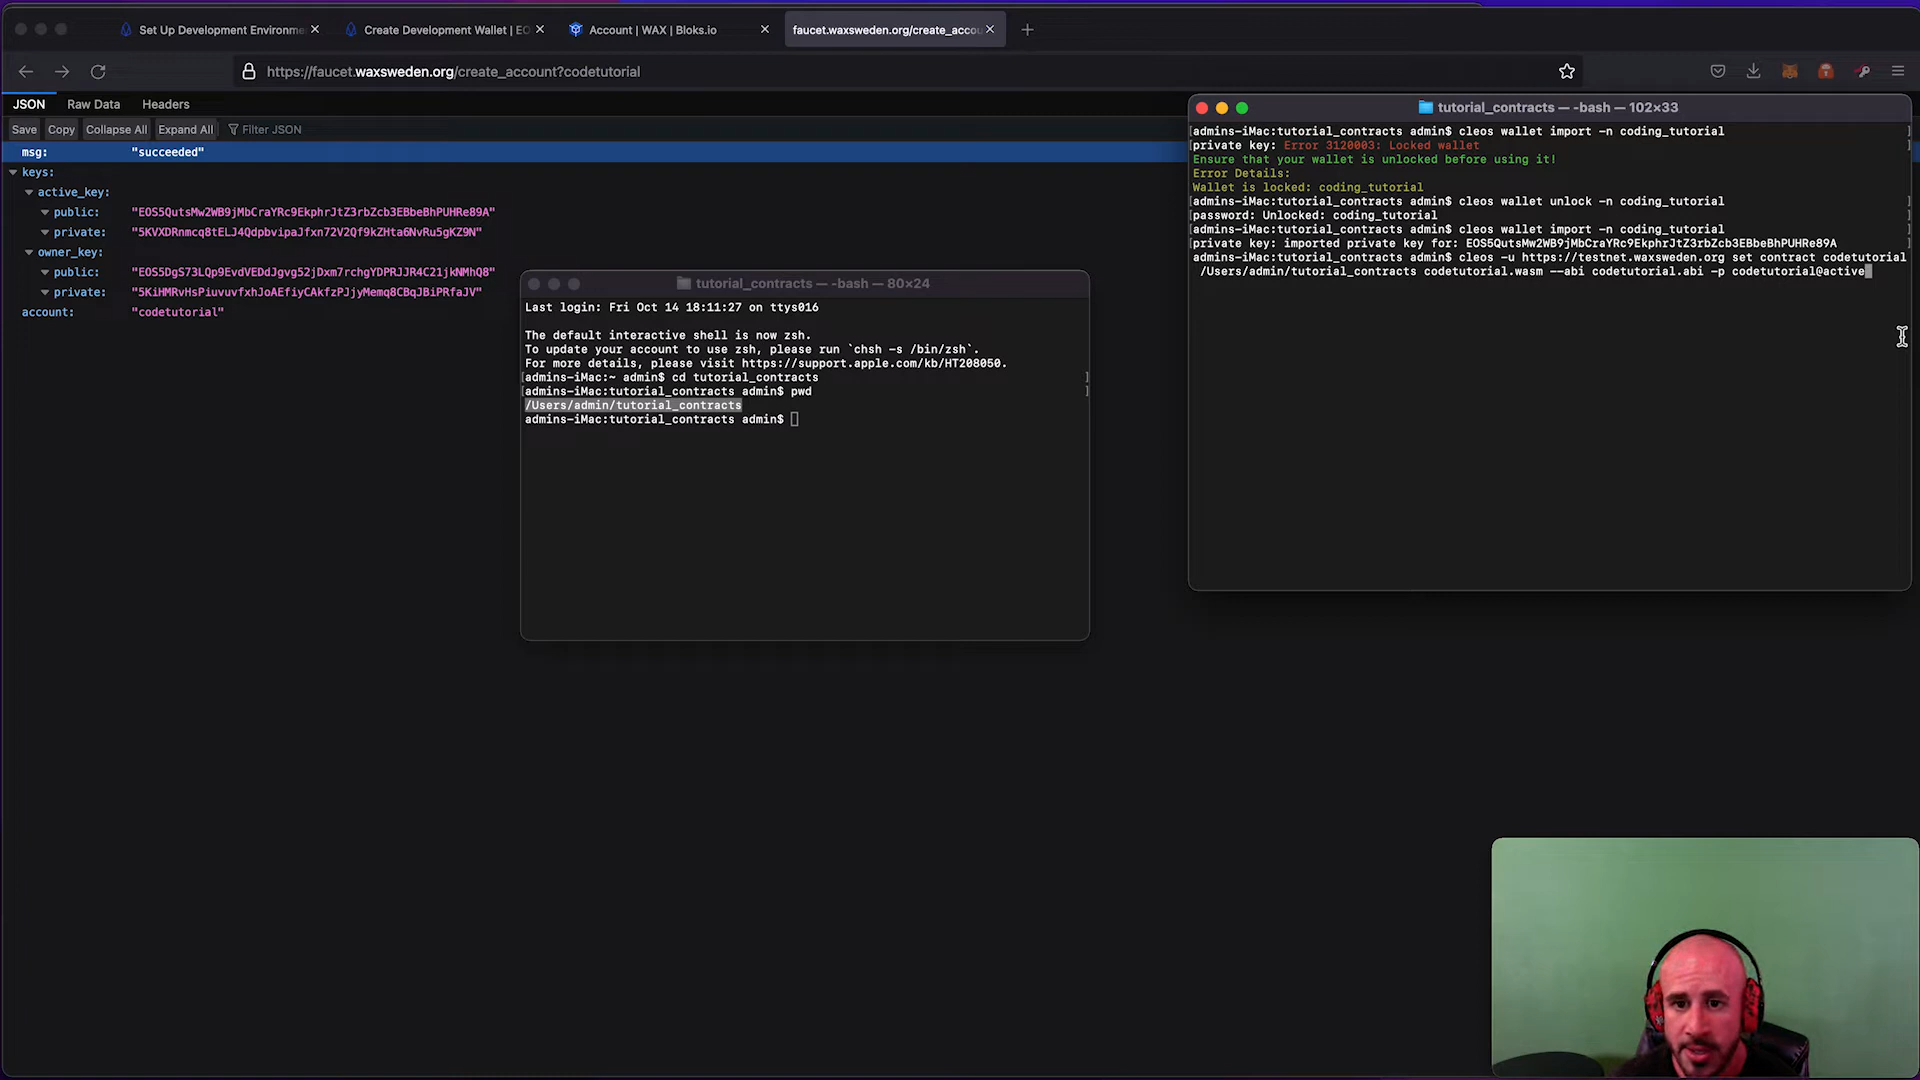 Set Up Development Environme
Create Development Wallet | EO
Account | WAX | Bloks.io
faucet.waxsweden.org/create_accou
https://faucet.waxsweden.org/create_account?codetutorial
JSON
Raw Data
Headers
Save
Copy
Collapse All
Expand All
Filter JSON
msg: "succeeded"
keys:
active_key:
public: "EOS5QutsMw2WB9jMbCraYRc9EkphrJtZ3rbZcb3EBbeBhPUHRe89A"
private: "5KVXDRnmcq8tELJ4QdpbvipaJfxn72V2Qf9kZHta6NvRu5gKZ9N"
owner_key:
public: "EOS5DgS73LQp9EvdVEDdJgvg52jDxm7rchgYDPRJJR4C21jkNMhQ8"
private: "5KiHMRvHsPiuvuvfxhJoAEfiyCAkfzPJjyMemq8CBqJBiPRfaJV"
account: "codetutorial"
tutorial_contracts — -bash — 80×24
Last login: Fri Oct 14 18:11:27 on ttys016
The default interactive shell is now zsh.
To update your account to use zsh, please run `chsh -s /bin/zsh`.
For more details, please visit https://support.apple.com/kb/HT208050.
[admins-iMac:~ admin$ cd tutorial_contracts ]
[admins-iMac:tutorial_contracts admin$ pwd ]
/Users/admin/tutorial_contracts
admins-iMac:tutorial_contracts admin$
tutorial_contracts — -bash — 102×33
[admins-iMac:tutorial_contracts admin$ cleos wallet import -n coding_tutorial ]
[private key: Error 3120003: Locked wallet ]
Ensure that your wallet is unlocked before using it!
Error Details:
Wallet is locked: coding_tutorial
[admins-iMac:tutorial_contracts admin$ cleos wallet unlock -n coding_tutorial ]
[password: Unlocked: coding_tutorial ]
[admins-iMac:tutorial_contracts admin$ cleos wallet import -n coding_tutorial ]
[private key: imported private key for: EOS5QutsMw2WB9jMbCraYRc9EkphrJtZ3rbZcb3EBbeBhPUHRe89A ]
admins-iMac:tutorial_contracts admin$ cleos -u https://testnet.waxsweden.org set contract codetutorial
/Users/admin/tutorial_contracts codetutorial.wasm --abi codetutorial.abi -p codetutorial@active